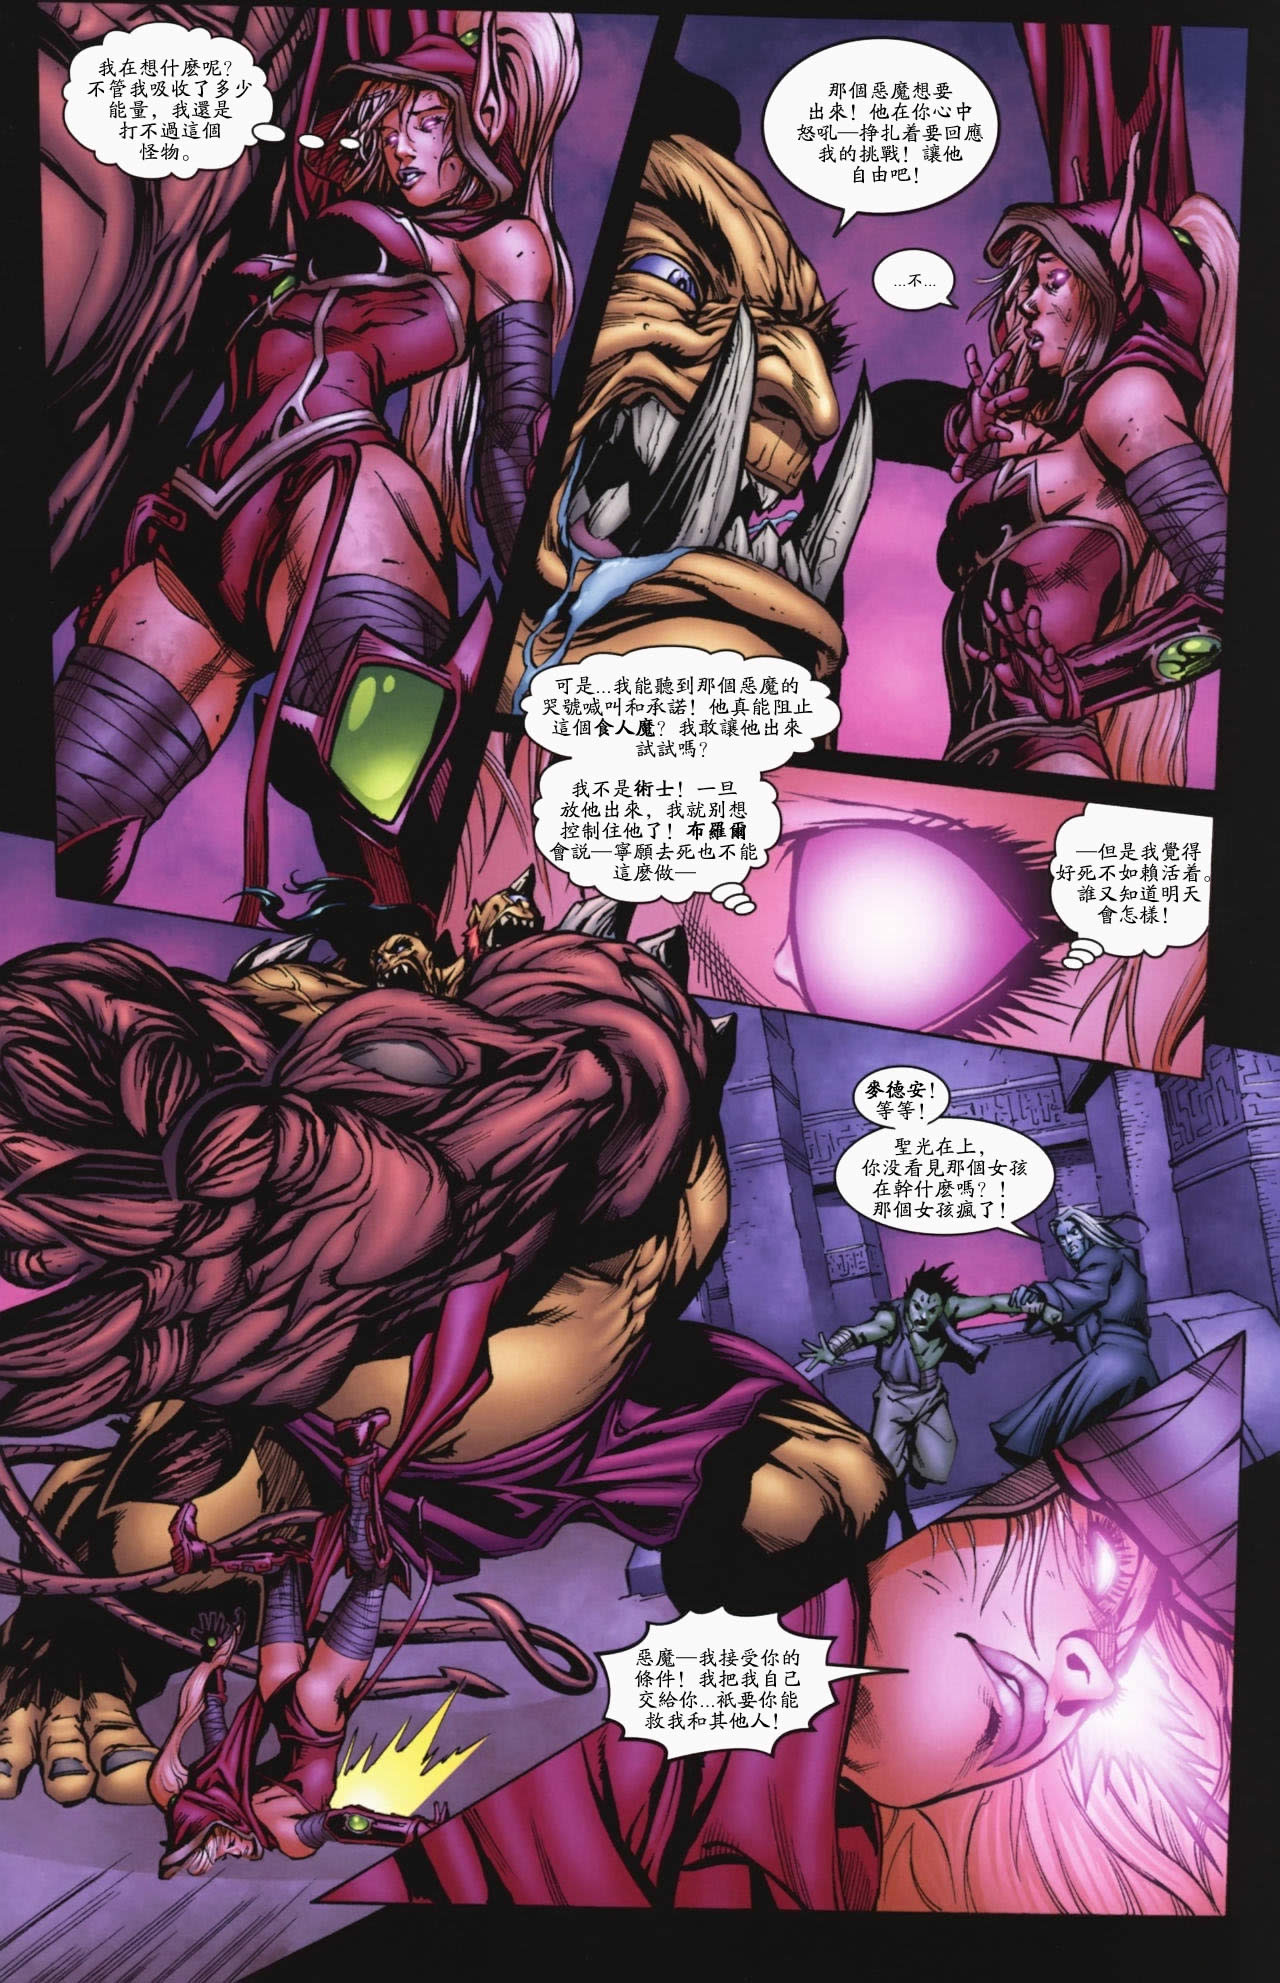 我在想什麽呢？
不管我吸收了多少
能量，我還是
打不過這個
怪物。
那個惡魔想要
出來！他在你心中
怒吼—挣扎着要回應
我的挑戰！讓他
自由吧！
…不…
可是…我能聽到那個惡魔的
哭號喊叫和承諾！他真能阻止
這個食人魔？我敢讓他出來
試試嗎？
我不是術士！一旦
放他出來，我就别想
控制住他了！布羅爾
會説—寧願去死也不能
這麽做—
—但是我覺得
好死不如賴活着。
誰又知道明天
會怎樣！
麥德安！
等等！
聖光在上，
你没看見那個女孩
在幹什麽嗎？！
那個女孩瘋了！
惡魔—我接受你的
條件！我把我自己
交給你…衹要你能
救我和其他人！